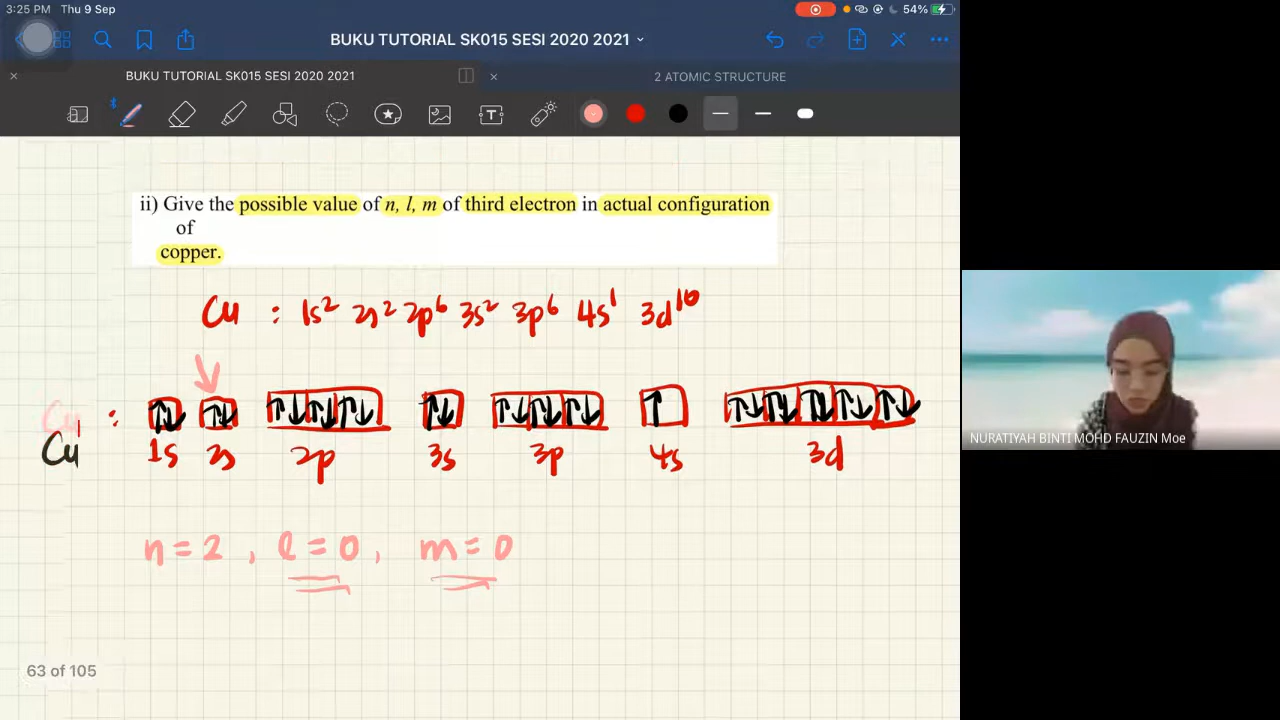 3:25 PM Thu 9 Sep 54%
BUKU TUTORIAL SK015 SESI 2020 2021
BUKU TUTORIAL SK015 SESI 2020 2021
2 ATOMIC STRUCTURE
ii) Give the possible value of n, l, m of third electron in actual configuration
of
copper.
Cu : 1s² 2s² 2p⁶ 3s² 3p⁶ 4s¹ 3d¹⁰
Cu :
Cu
1s 2s 2p 3s 3p 4s 3d
n = 2 , l = 0 , m = 0
63 of 105
NURATIYAH BINTI MOHD FAUZIN Moe